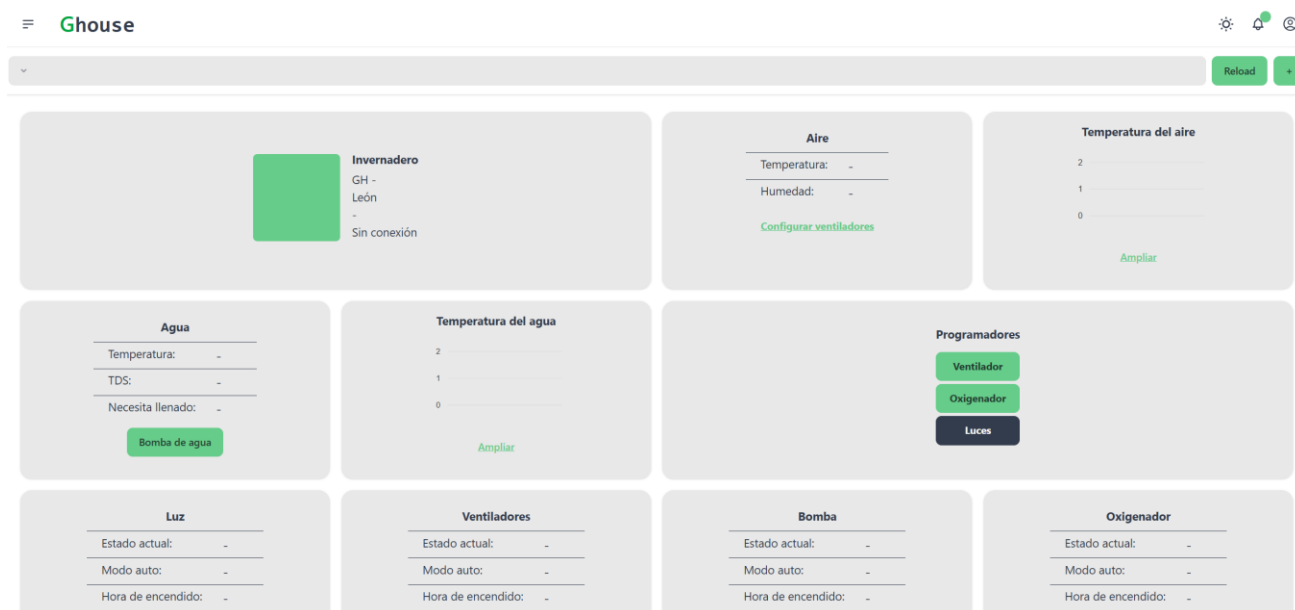 Ghouse
Reload +
Invernadero
GH -
León
-
Sin conexión
Aire
Temperatura: -
Humedad: -
Configurar ventiladores
Temperatura del aire
2
1
0
Ampliar
Agua
Temperatura: -
TDS: -
Necesita llenado: -
Bomba de agua
Temperatura del agua
2
1
0
Ampliar
Programadores
Ventilador
Oxigenador
Luces
Luz
Estado actual: -
Modo auto: -
Hora de encendido: -
Ventiladores
Estado actual: -
Modo auto: -
Hora de encendido: -
Bomba
Estado actual: -
Modo auto: -
Hora de encendido: -
Oxigenador
Estado actual: -
Modo auto: -
Hora de encendido: -